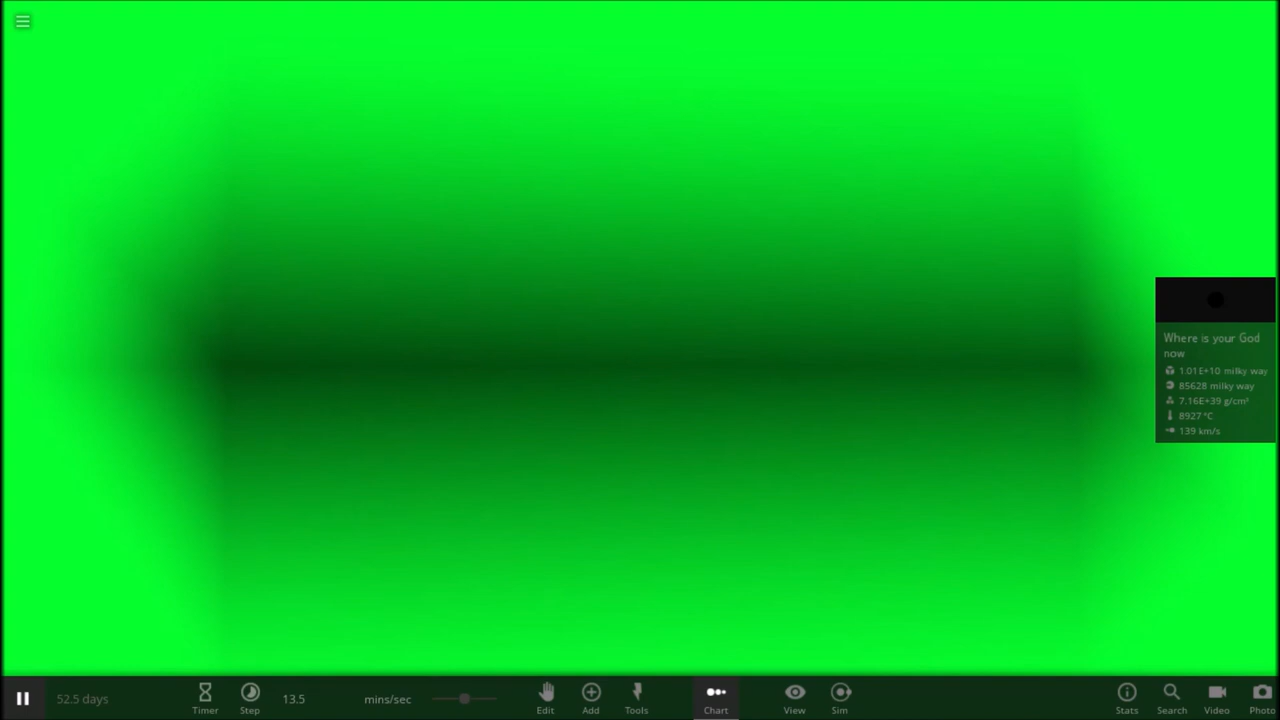 Where is your God
now
1.01E+10 milky way
85628 milky way
7.16E+39 g/cm³
8927 °C
139 km/s
52.5 days
Timer
Step
13.5
mins/sec
Edit
Add
Tools
Chart
View
Sim
Stats
Search
Video
Photo